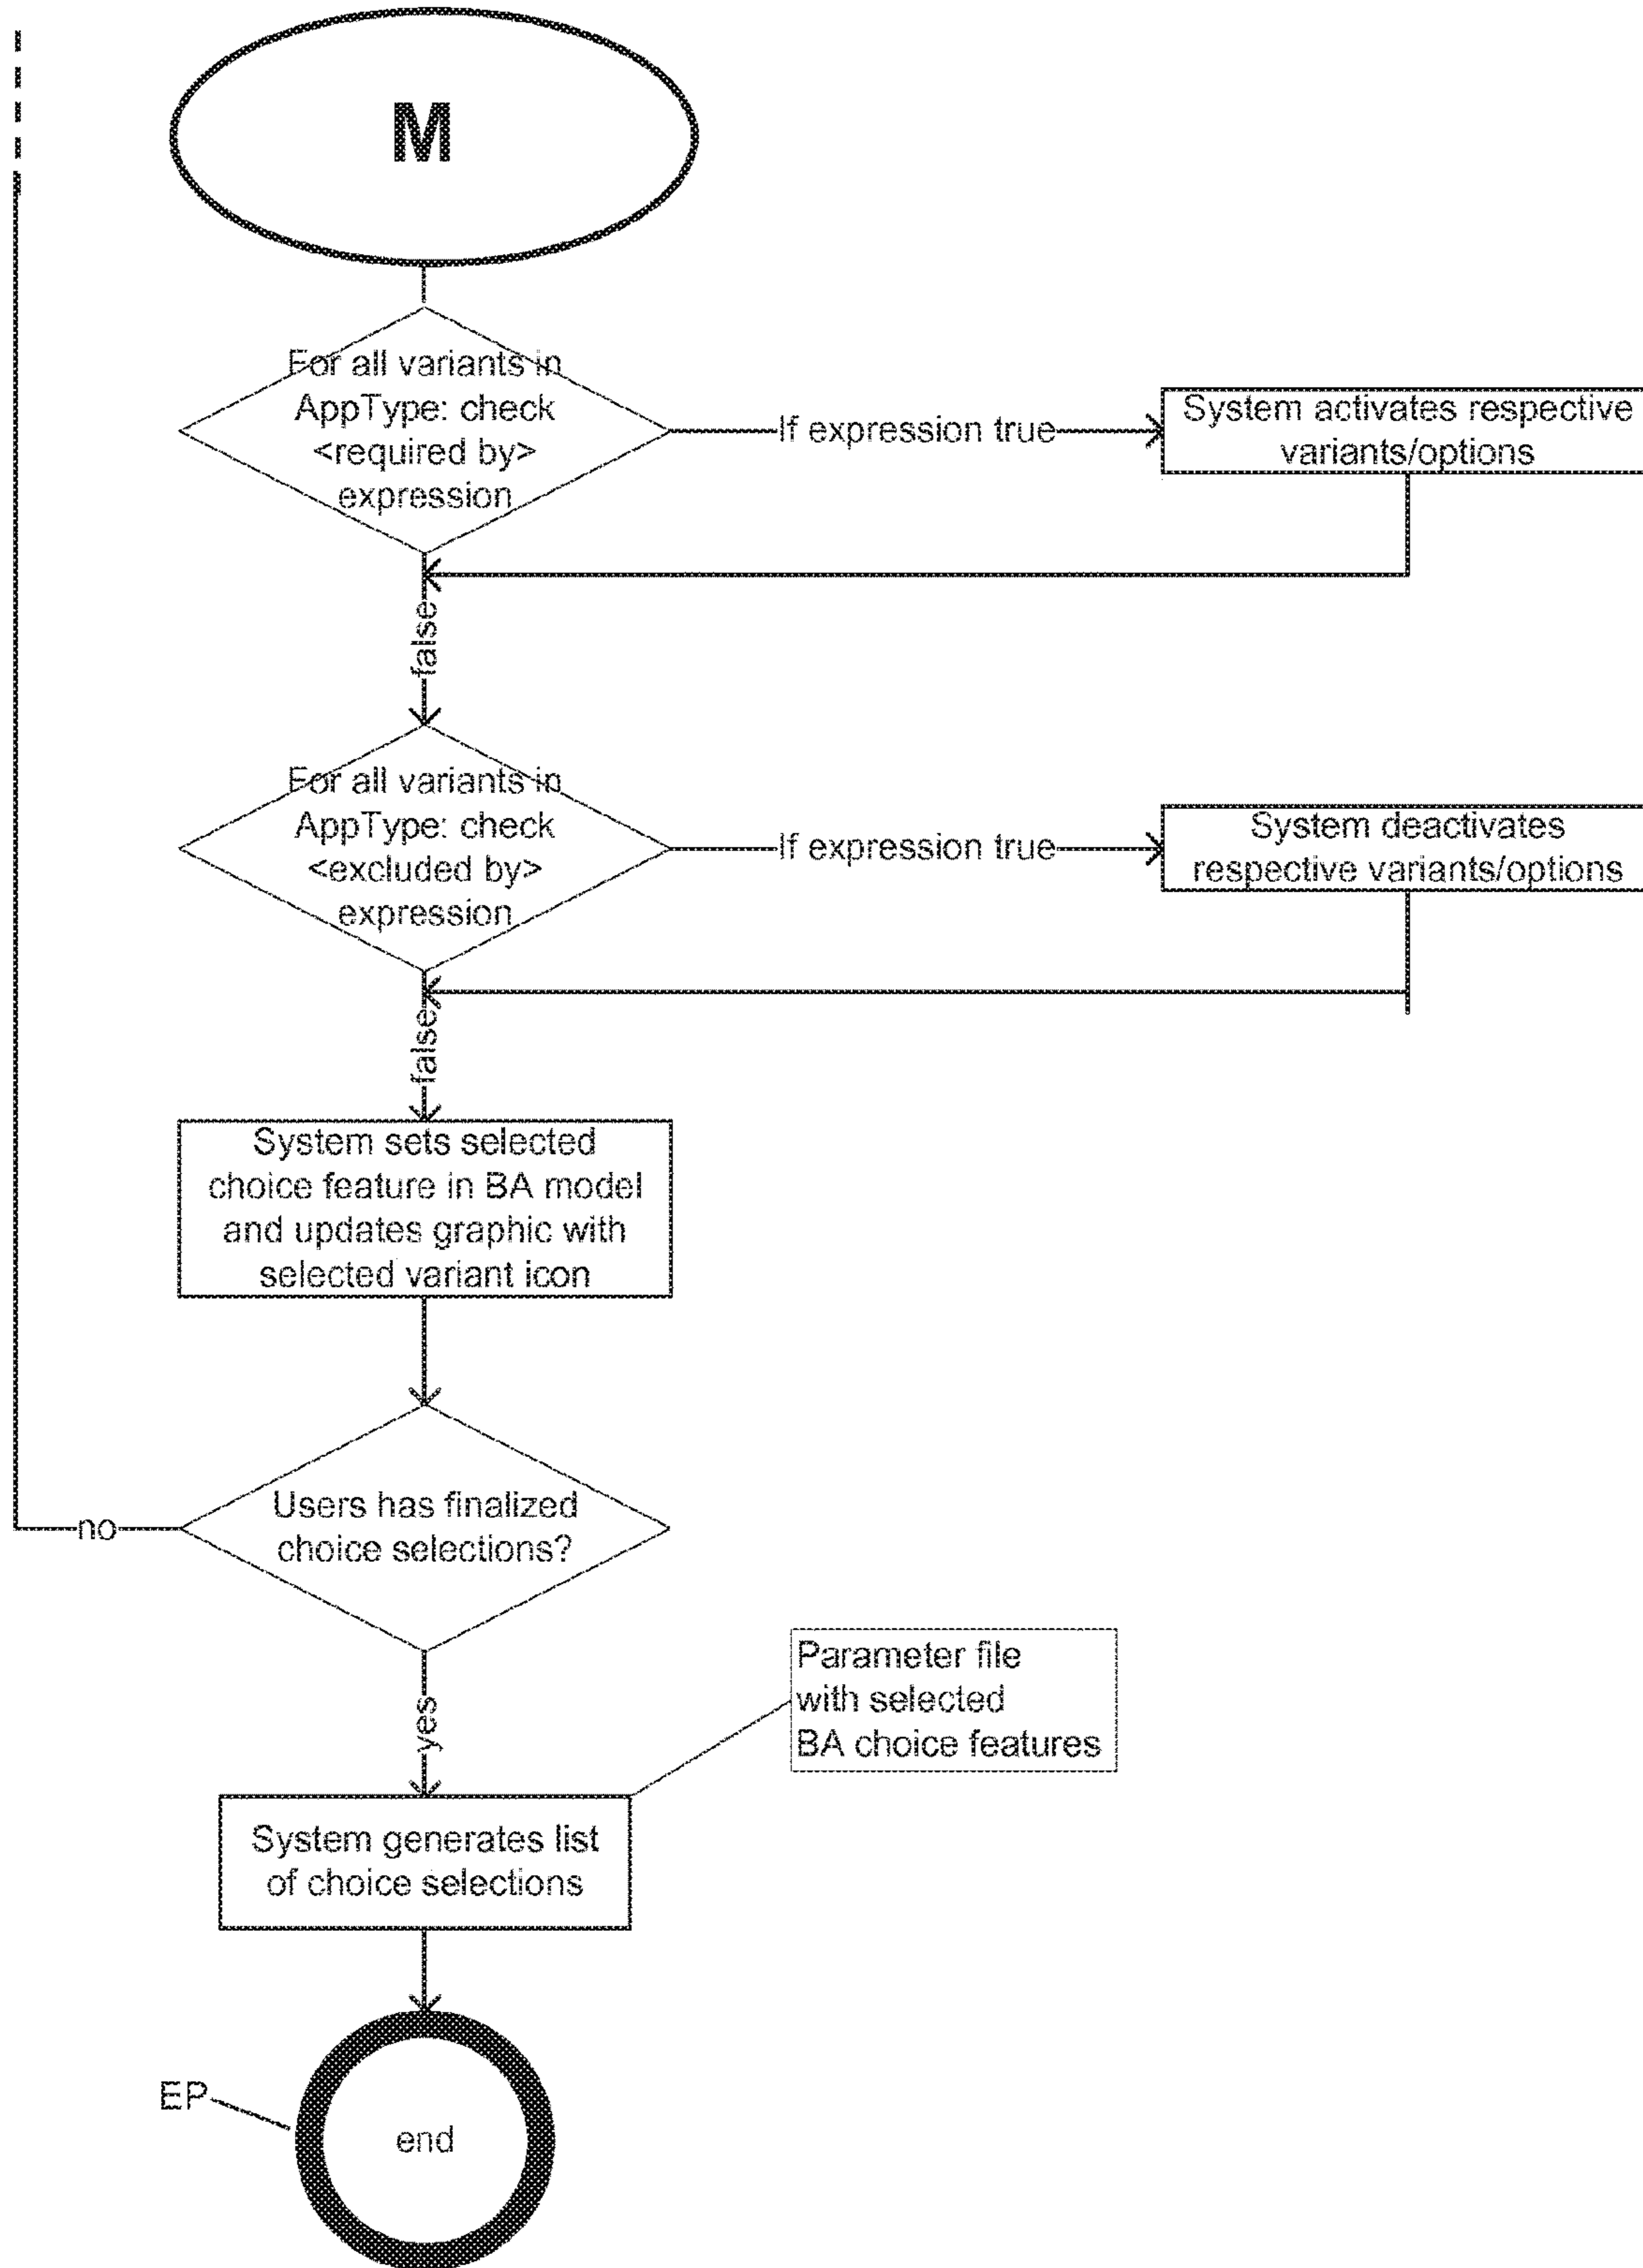 M
For all variants in
AppType: check
<required by>
expression
If expression true
System activates respective
variants/options
false
For all variants in
AppType: check
<excluded by>
expression
If expression true
System deactivates
respective variants/options
false
System sets selected
choice feature in BA model
and updates graphic with
selected variant icon
Users has finalized
choice selections?
no
yes
Parameter file
with selected
BA choice features
System generates list
of choice selections
EP
end